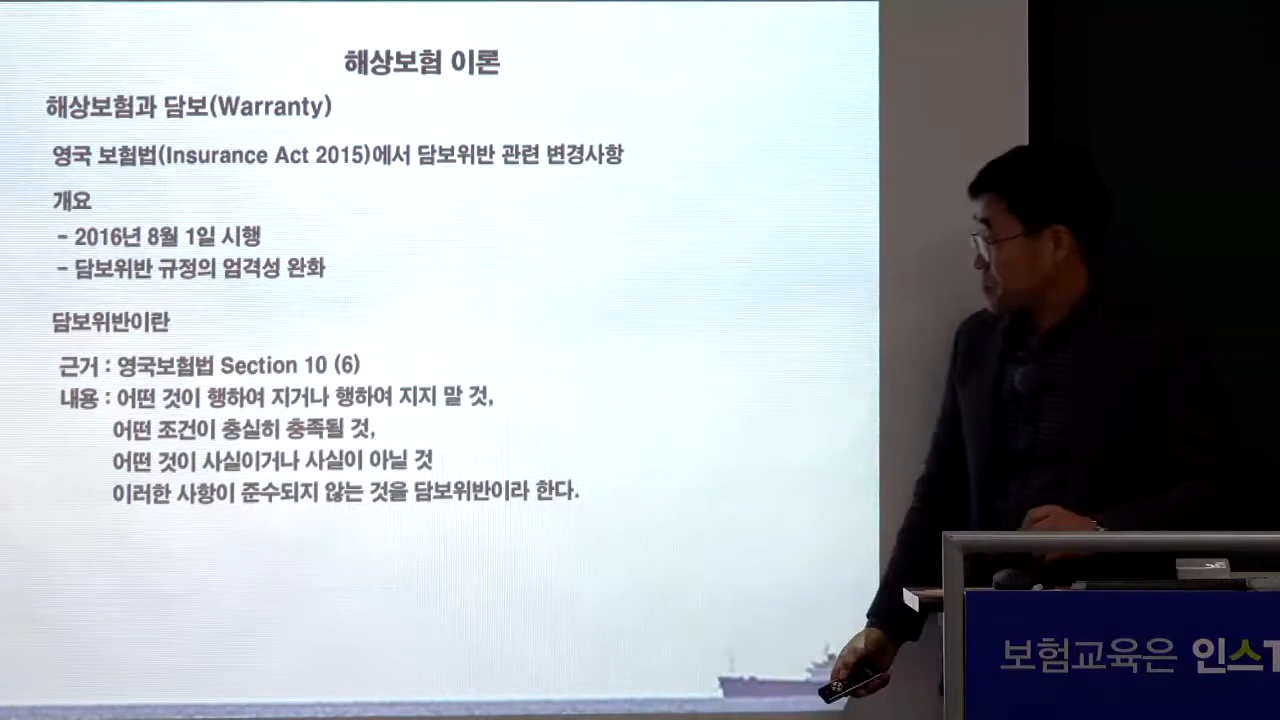 해상보험 이론
해상보험과 담보(Warranty)
영국 보험법(Insurance Act 2015)에서 담보위반 관련 변경사항
개요
- 2016년 8월 1일 시행
- 담보위반 규정의 엄격성 완화
담보위반이란
근거 : 영국보험법 Section 10 (6)
내용 : 어떤 것이 행하여 지거나 행하여 지지 말 것,
어떤 조건이 충실히 충족될 것,
어떤 것이 사실이거나 사실이 아닐 것
이러한 사항이 준수되지 않는 것을 담보위반이라 한다.
보험교육은 인스